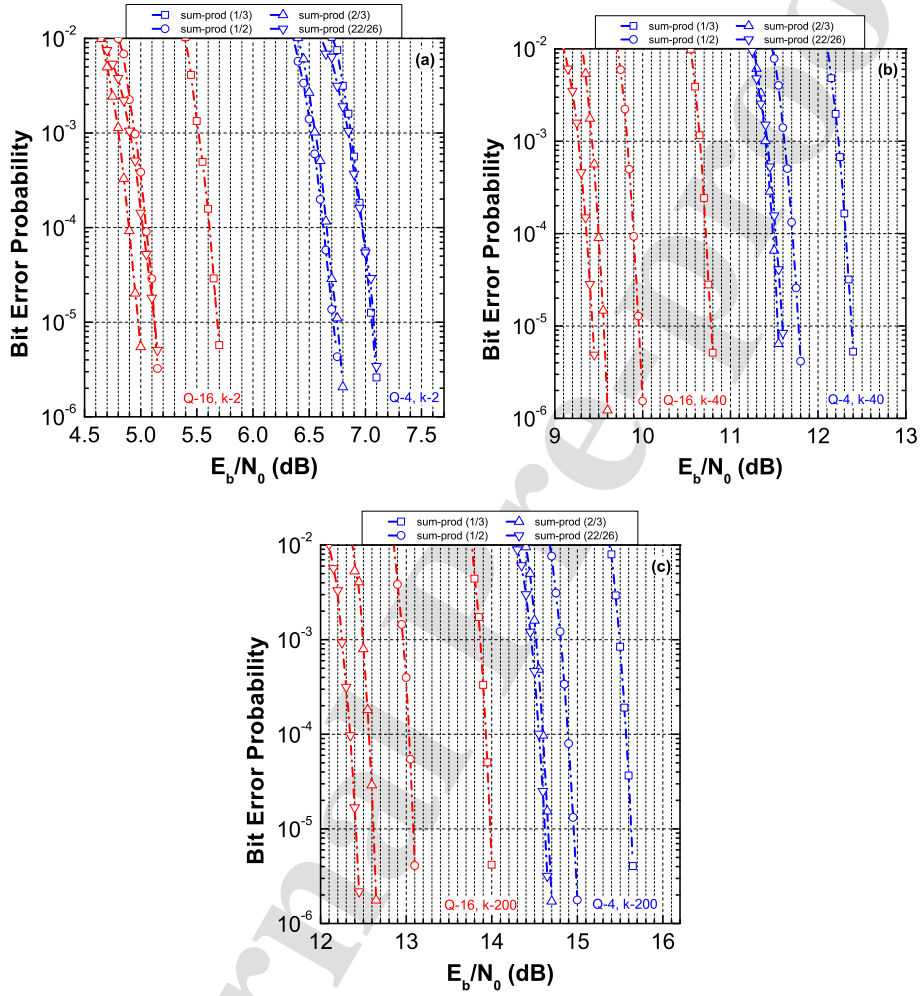 sum-prod (1/3) sum-prod (2/3)
sum-prod (1/2) sum-prod (22/26)
(a)
10^-2
10^-3
10^-4
10^-5
10^-6
Bit Error Probability
Q-16, k-2 Q-4, k-2
4.5 5.0 5.5 6.0 6.5 7.0 7.5
E_b/N_0 (dB)
sum-prod (1/3) sum-prod (2/3)
sum-prod (1/2) sum-prod (22/26)
(b)
10^-2
10^-3
10^-4
10^-5
10^-6
Bit Error Probability
Q-16, k-40 Q-4, k-40
9 10 11 12 13
E_b/N_0 (dB)
sum-prod (1/3) sum-prod (2/3)
sum-prod (1/2) sum-prod (22/26)
(c)
10^-2
10^-3
10^-4
10^-5
10^-6
Bit Error Probability
Q-16, k-200 Q-4, k-200
12 13 14 15 16
E_b/N_0 (dB)
rnal Pre-proo